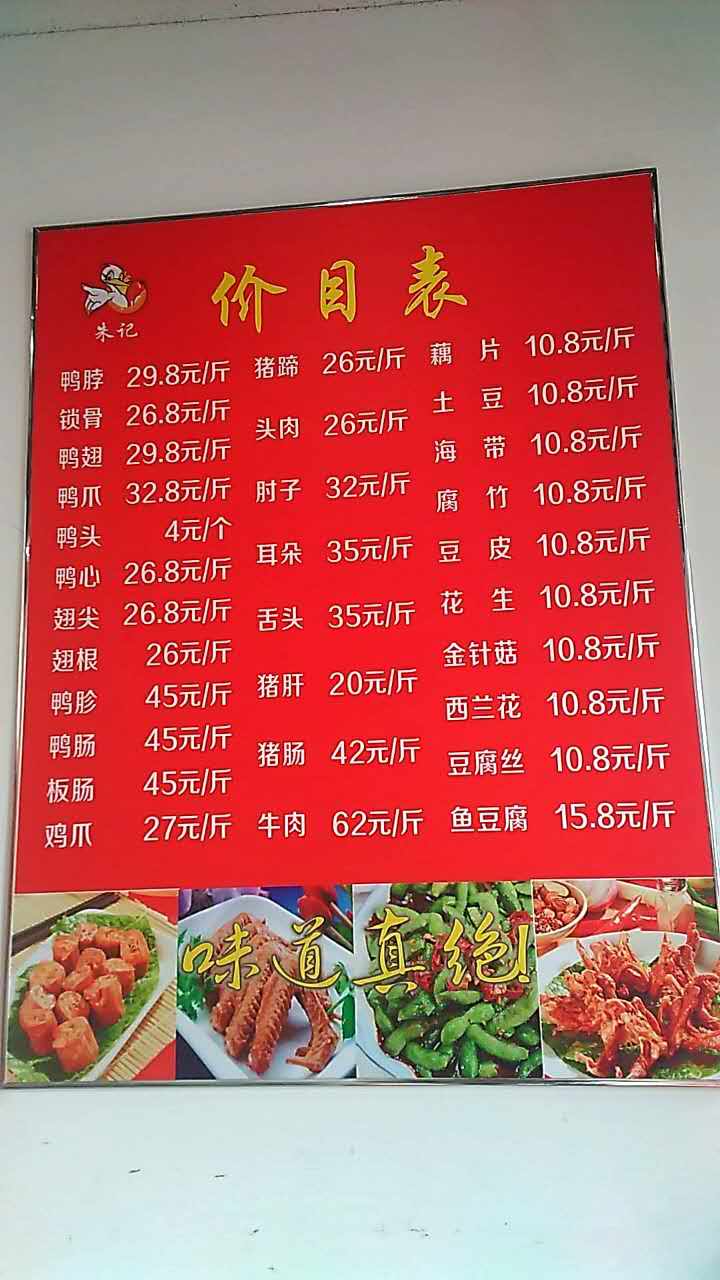 价目表
朱记
鸭脖 29.8元/斤
锁骨 26.8元/斤
鸭翅 29.8元/斤
鸭爪 32.8元/斤
鸭头 4元/个
鸭心 26.8元/斤
翅尖 26.8元/斤
翅根 26元/斤
鸭胗 45元/斤
鸭肠 45元/斤
板肠 45元/斤
鸡爪 27元/斤
猪蹄 26元/斤
头肉 26元/斤
肘子 32元/斤
耳朵 35元/斤
舌头 35元/斤
猪肝 20元/斤
猪肠 42元/斤
牛肉 62元/斤
藕片 10.8元/斤
土豆 10.8元/斤
海带 10.8元/斤
腐竹 10.8元/斤
豆皮 10.8元/斤
花生 10.8元/斤
金针菇 10.8元/斤
西兰花 10.8元/斤
豆腐丝 10.8元/斤
鱼豆腐 15.8元/斤
味道真绝!